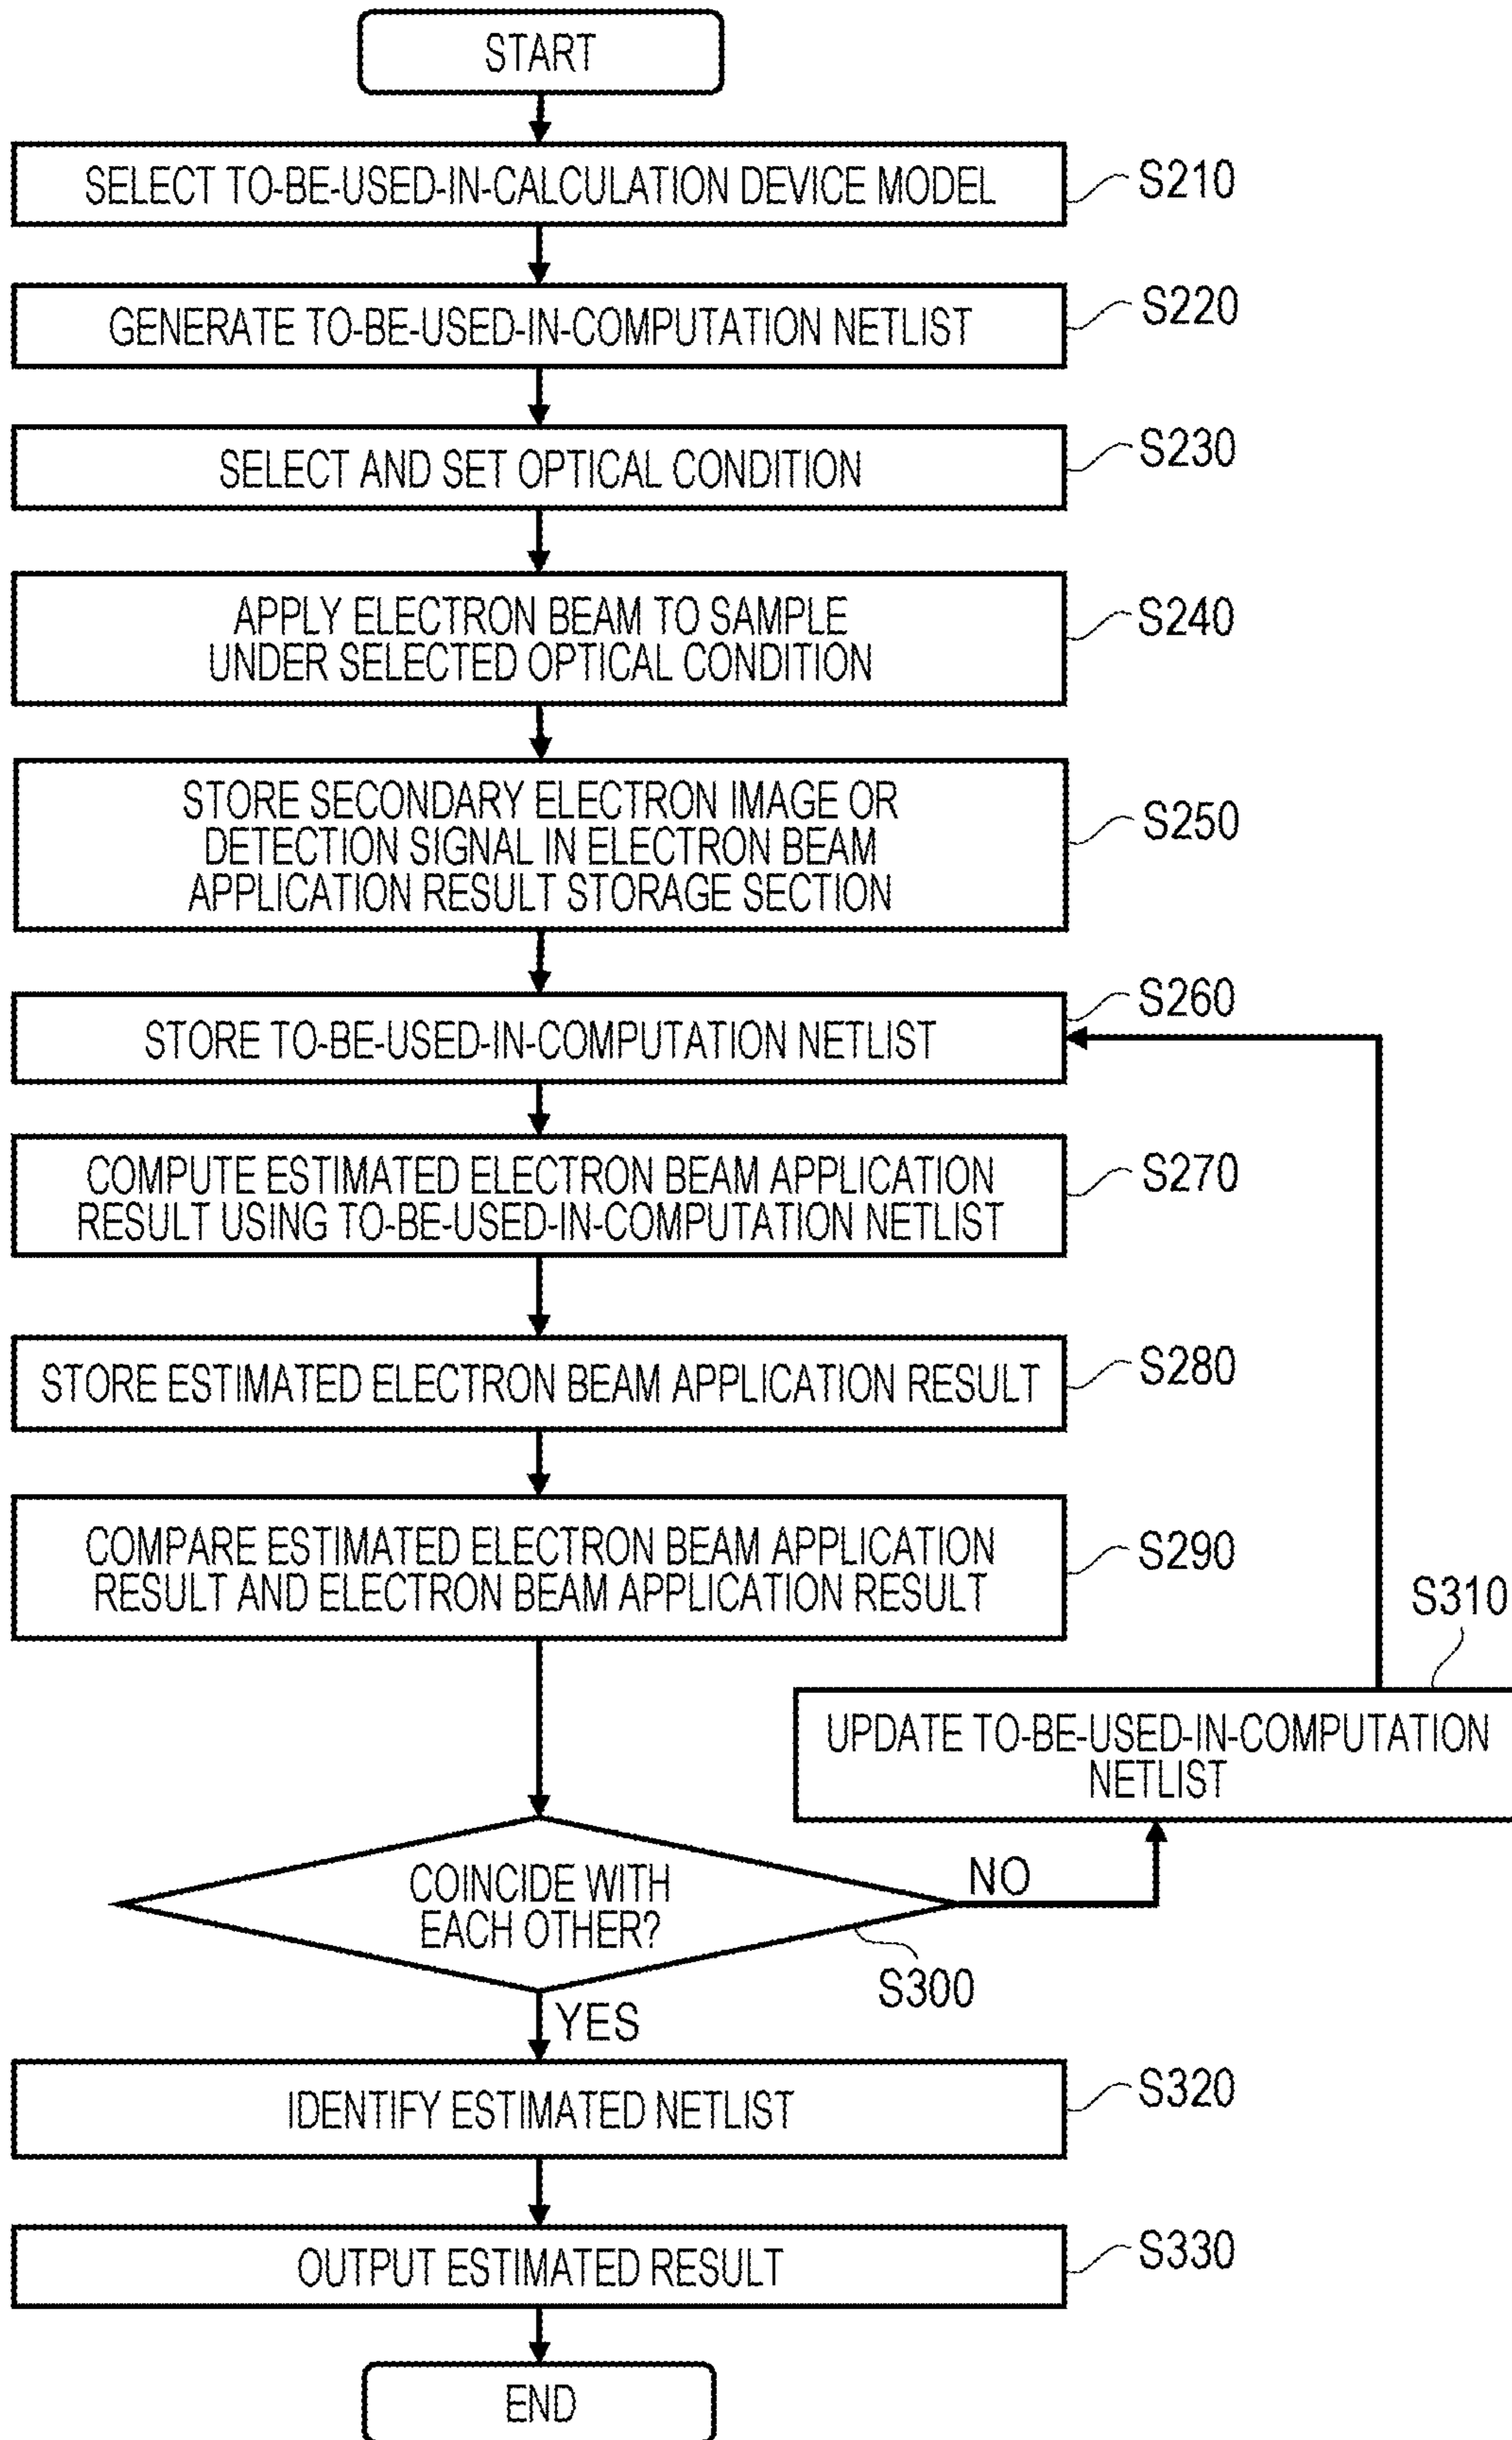 START
SELECT TO-BE-USED-IN-CALCULATION DEVICE MODEL
S210
GENERATE TO-BE-USED-IN-COMPUTATION NETLIST
S220
SELECT AND SET OPTICAL CONDITION
S230
APPLY ELECTRON BEAM TO SAMPLE
UNDER SELECTED OPTICAL CONDITION
S240
STORE SECONDARY ELECTRON IMAGE OR
DETECTION SIGNAL IN ELECTRON BEAM
APPLICATION RESULT STORAGE SECTION
S250
STORE TO-BE-USED-IN-COMPUTATION NETLIST
S260
COMPUTE ESTIMATED ELECTRON BEAM APPLICATION
RESULT USING TO-BE-USED-IN-COMPUTATION NETLIST
S270
STORE ESTIMATED ELECTRON BEAM APPLICATION RESULT
S280
COMPARE ESTIMATED ELECTRON BEAM APPLICATION
RESULT AND ELECTRON BEAM APPLICATION RESULT
S290
S310
UPDATE TO-BE-USED-IN-COMPUTATION
NETLIST
COINCIDE WITH
EACH OTHER?
NO
S300
YES
IDENTIFY ESTIMATED NETLIST
S320
OUTPUT ESTIMATED RESULT
S330
END